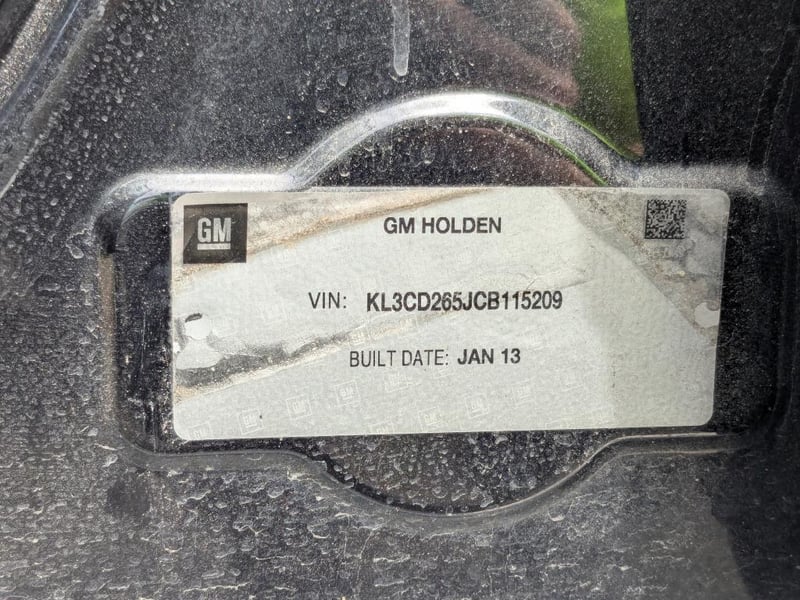 GM
GM HOLDEN
VIN: KL3CD265JCB115209
BUILT DATE: JAN 13